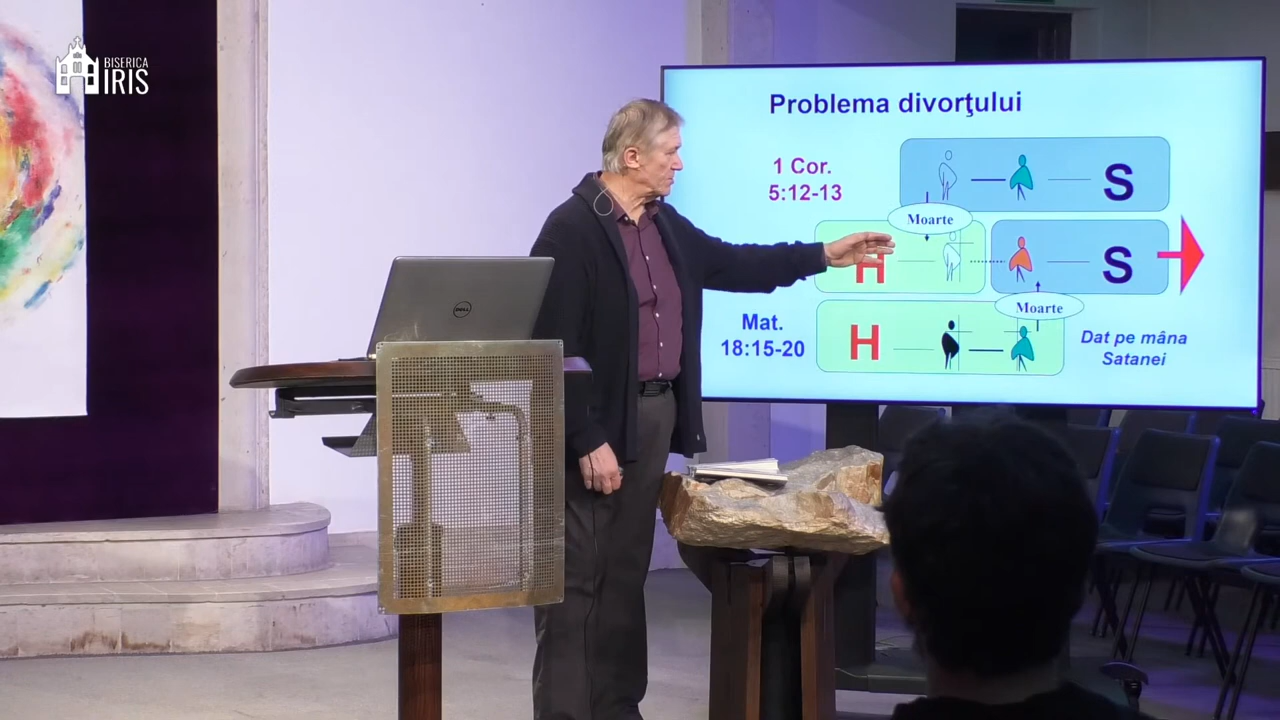 BISERICA
IRIS
Problema divorţului
1 Cor.
5:12-13
S
Moarte
H
S
Moarte
Mat.
18:15-20
H
Dat pe mâna
Satanei
DELL